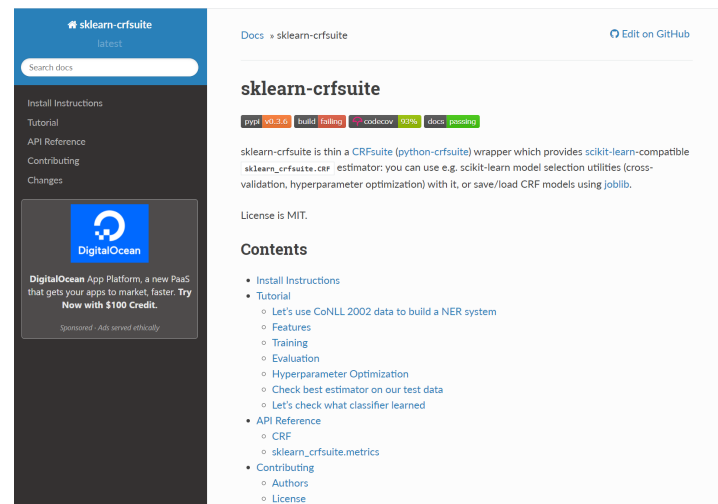 sklearn-crfsuite
latest
Search docs
Install Instructions
Tutorial
API Reference
Contributing
Changes
DigitalOcean
DigitalOcean App Platform, a new PaaS
that gets your apps to market, faster. Try
Now with $100 Credit.
Sponsored · Ads served ethically
Docs » sklearn-crfsuite
Edit on GitHub
sklearn-crfsuite
pypi v0.3.6 build failing codecov 93% docs passing
sklearn-crfsuite is thin a CRFsuite (python-crfsuite) wrapper which provides scikit-learn-compatible
sklearn_crfsuite.CRF estimator: you can use e.g. scikit-learn model selection utilities (cross-
validation, hyperparameter optimization) with it, or save/load CRF models using joblib.
License is MIT.
Contents
Install Instructions
Tutorial
Let's use CoNLL 2002 data to build a NER system
Features
Training
Evaluation
Hyperparameter Optimization
Check best estimator on our test data
Let's check what classifier learned
API Reference
CRF
sklearn_crfsuite.metrics
Contributing
Authors
License